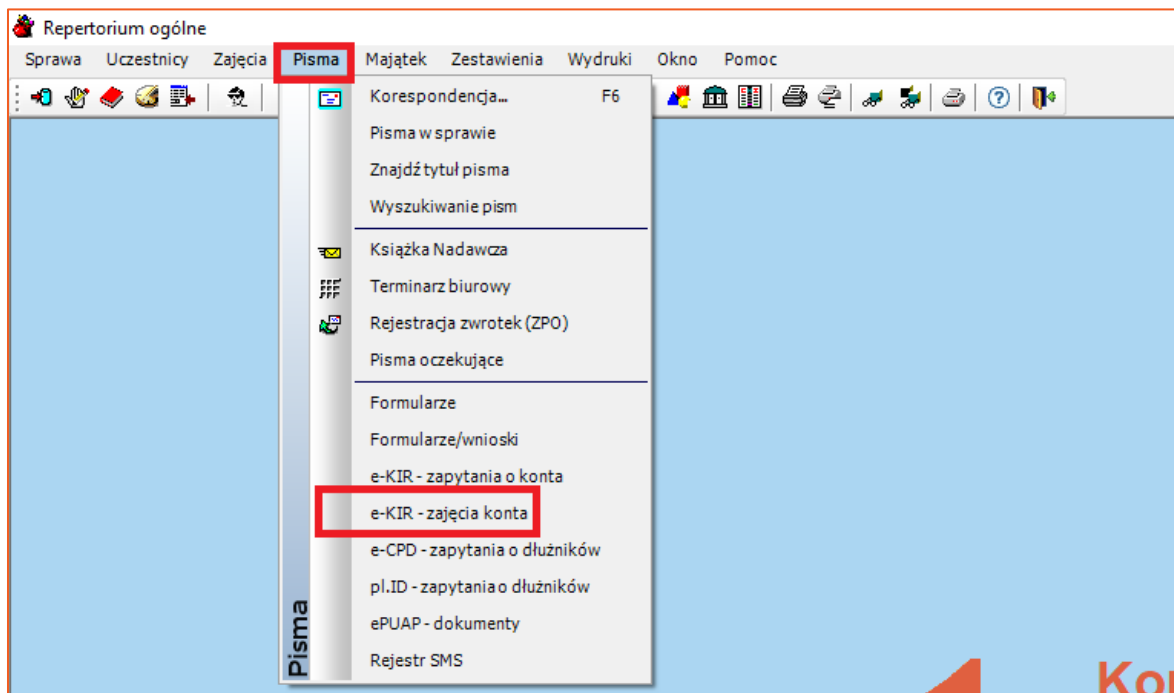 Repertorium ogólne
Sprawa Uczestnicy Zajęcia Pisma Majątek Zestawienia Wydruki Okno Pomoc
Korespondencja... F6
Pisma w sprawie
Znajdź tytuł pisma
Wyszukiwanie pism
Książka Nadawcza
Terminarz biurowy
Rejestracja zwrotek (ZPO)
Pisma oczekujące
Formularze
Formularze/wnioski
e-KIR - zapytania o konta
e-KIR - zajęcia konta
e-CPD - zapytania o dłużników
pl.ID - zapytania o dłużników
ePUAP - dokumenty
Rejestr SMS
Pisma